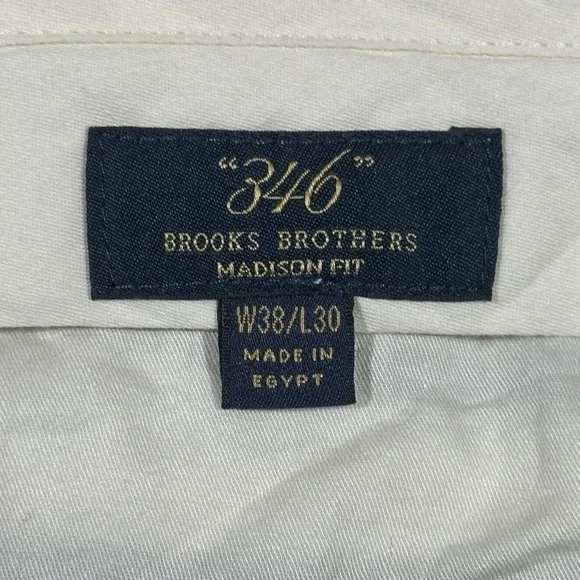 "346"
BROOKS BROTHERS
MADISON FIT
W38/L30
MADE IN
EGYPT